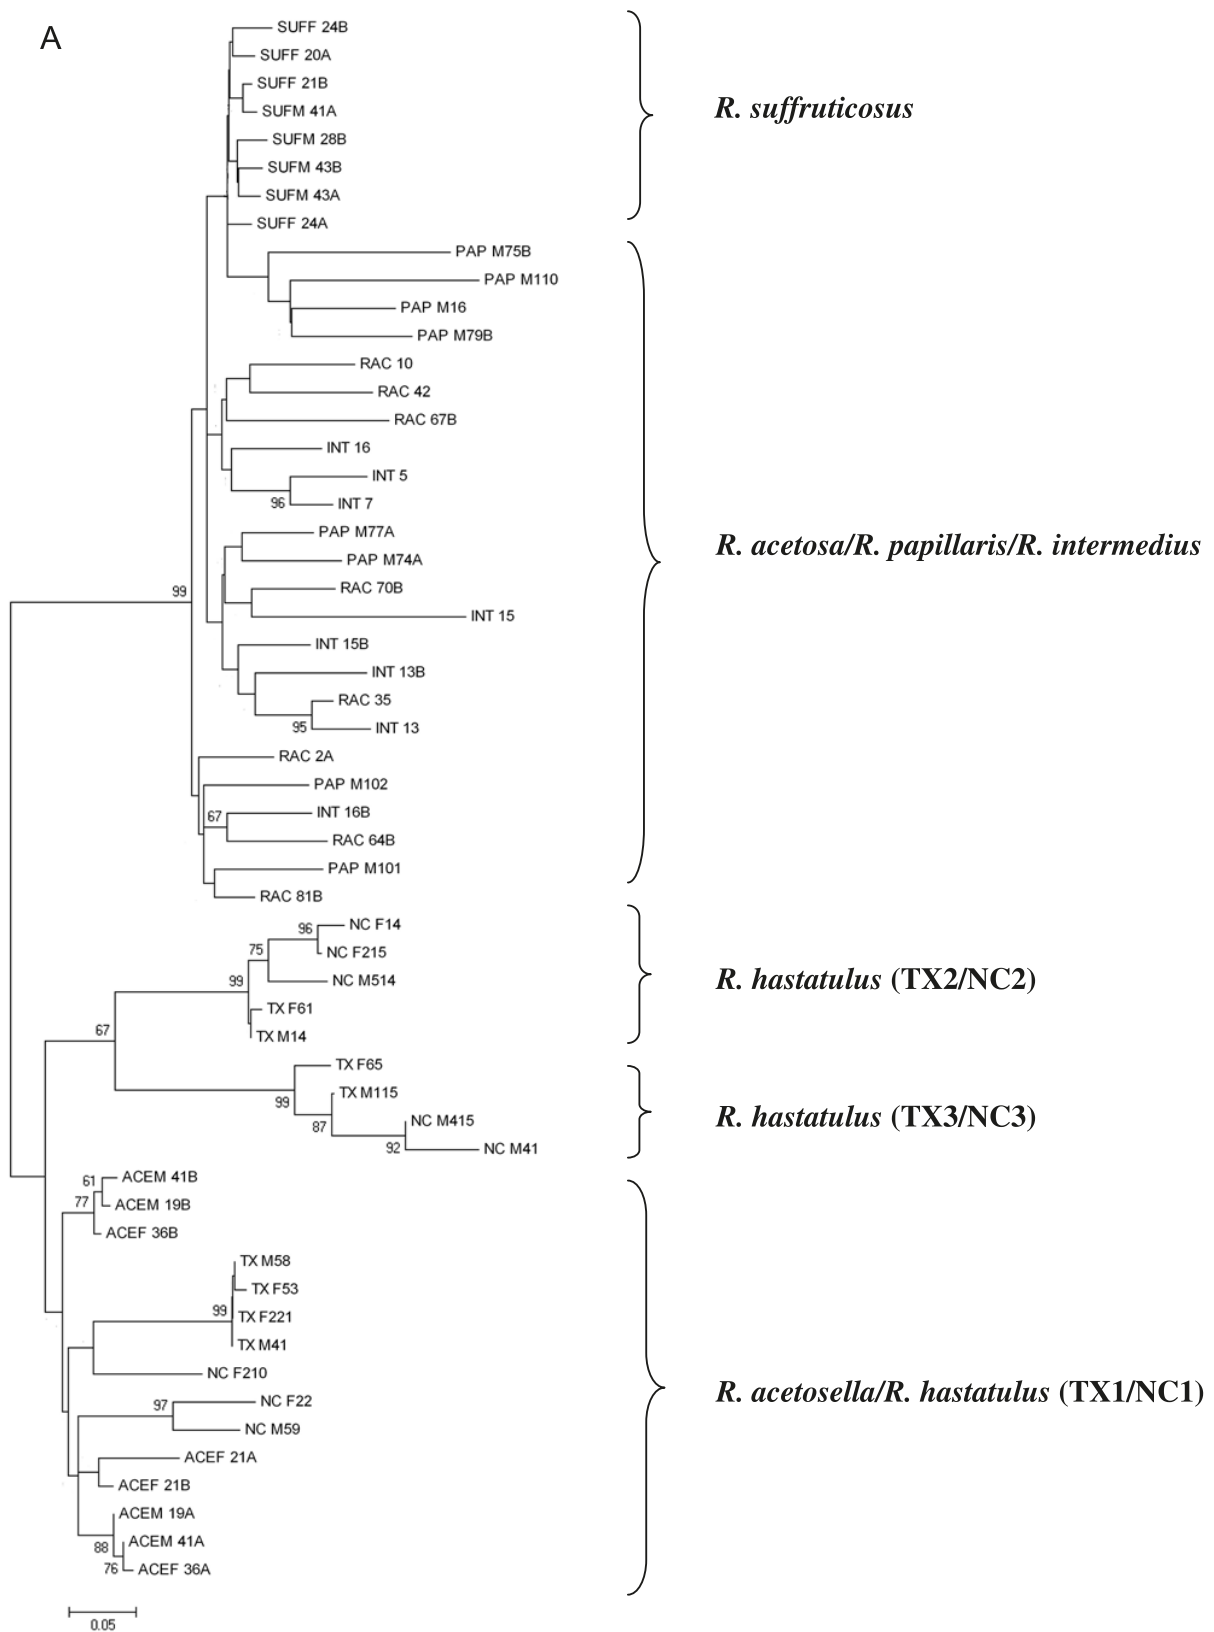 A
SUFF 24B
SUFF 20A
SUFF 21B
SUFM 41A
R. suffruticosus
SUFM 28B
SUFM 43B
SUFM 43A
SUFF 24A
PAP M75B
PAP M110
PAP M16
PAP M79B
RAC 10
RAC 42
RAC 67B
INT 16
INT 5
96
INT 7
PAP M77A
R. acetosa/R. papillaris/R. intermedius
PAP M74A
99
RAC 70B
INT 15
INT 15B
INT 13B
RAC 35
95
INT 13
RAC 2A
PAP M102
67
INT 16B
RAC 64B
PAP M101
RAC 81B
96
NC F14
75
NC F215
99
NC M514
R. hastatulus (TX2/NC2)
TX F61
67
TX M14
TX F65
99
TX M115
87
NC M415
R. hastatulus (TX3/NC3)
92
NC M41
61
ACEM 41B
77
ACEM 19B
ACEF 36B
TX M58
TX F53
99
TX F221
TX M41
NC F210
R. acetosella/R. hastatulus (TX1/NC1)
97
NC F22
NC M59
ACEF 21A
ACEF 21B
ACEM 19A
88
ACEM 41A
76
ACEF 36A
0.05